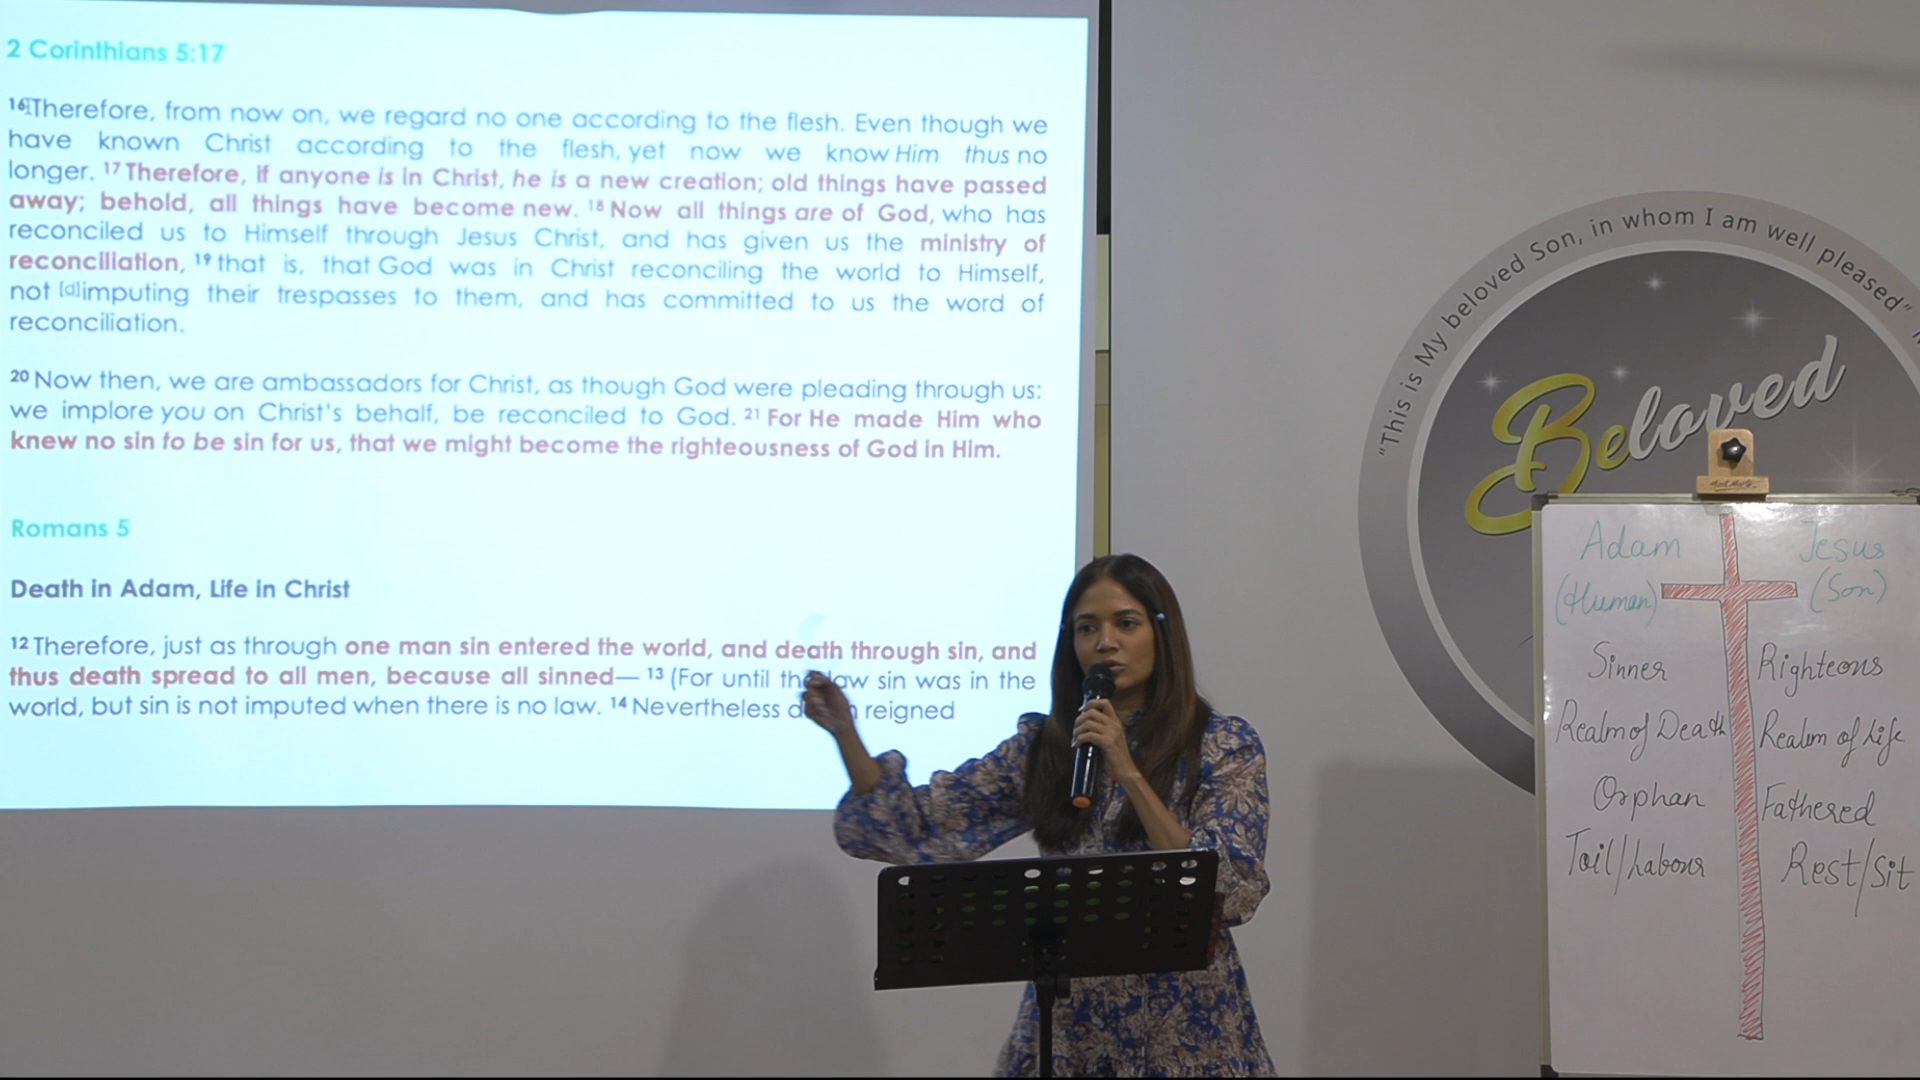 2 Corinthians 5:17
16 Therefore, from now on, we regard no one according to the flesh. Even though we
have known Christ according to the flesh, yet now we know Him thus no
longer. 17 Therefore, if anyone is in Christ, he is a new creation; old things have passed
away; behold, all things have become new. 18 Now all things are of God, who has
reconciled us to Himself through Jesus Christ, and has given us the ministry of
reconciliation, 19 that is, that God was in Christ reconciling the world to Himself,
not [a]imputing their trespasses to them, and has committed to us the word of
reconciliation.
20 Now then, we are ambassadors for Christ, as though God were pleading through us:
we implore you on Christ's behalf, be reconciled to God. 21 For He made Him who
knew no sin to be sin for us, that we might become the righteousness of God in Him.
Romans 5
Death in Adam, Life in Christ
12 Therefore, just as through one man sin entered the world, and death through sin, and
thus death spread to all men, because all sinned— 13 (For until the law sin was in the
world, but sin is not imputed when there is no law. 14 Nevertheless reigned
"This is My beloved Son, in whom I am well pleased"
Beloved
Adam Jesus
(Human) (Son)
Sinner Righteous
Realm of Death Realm of Life
Orphan Fathered
Toil/Labour Rest/Sit